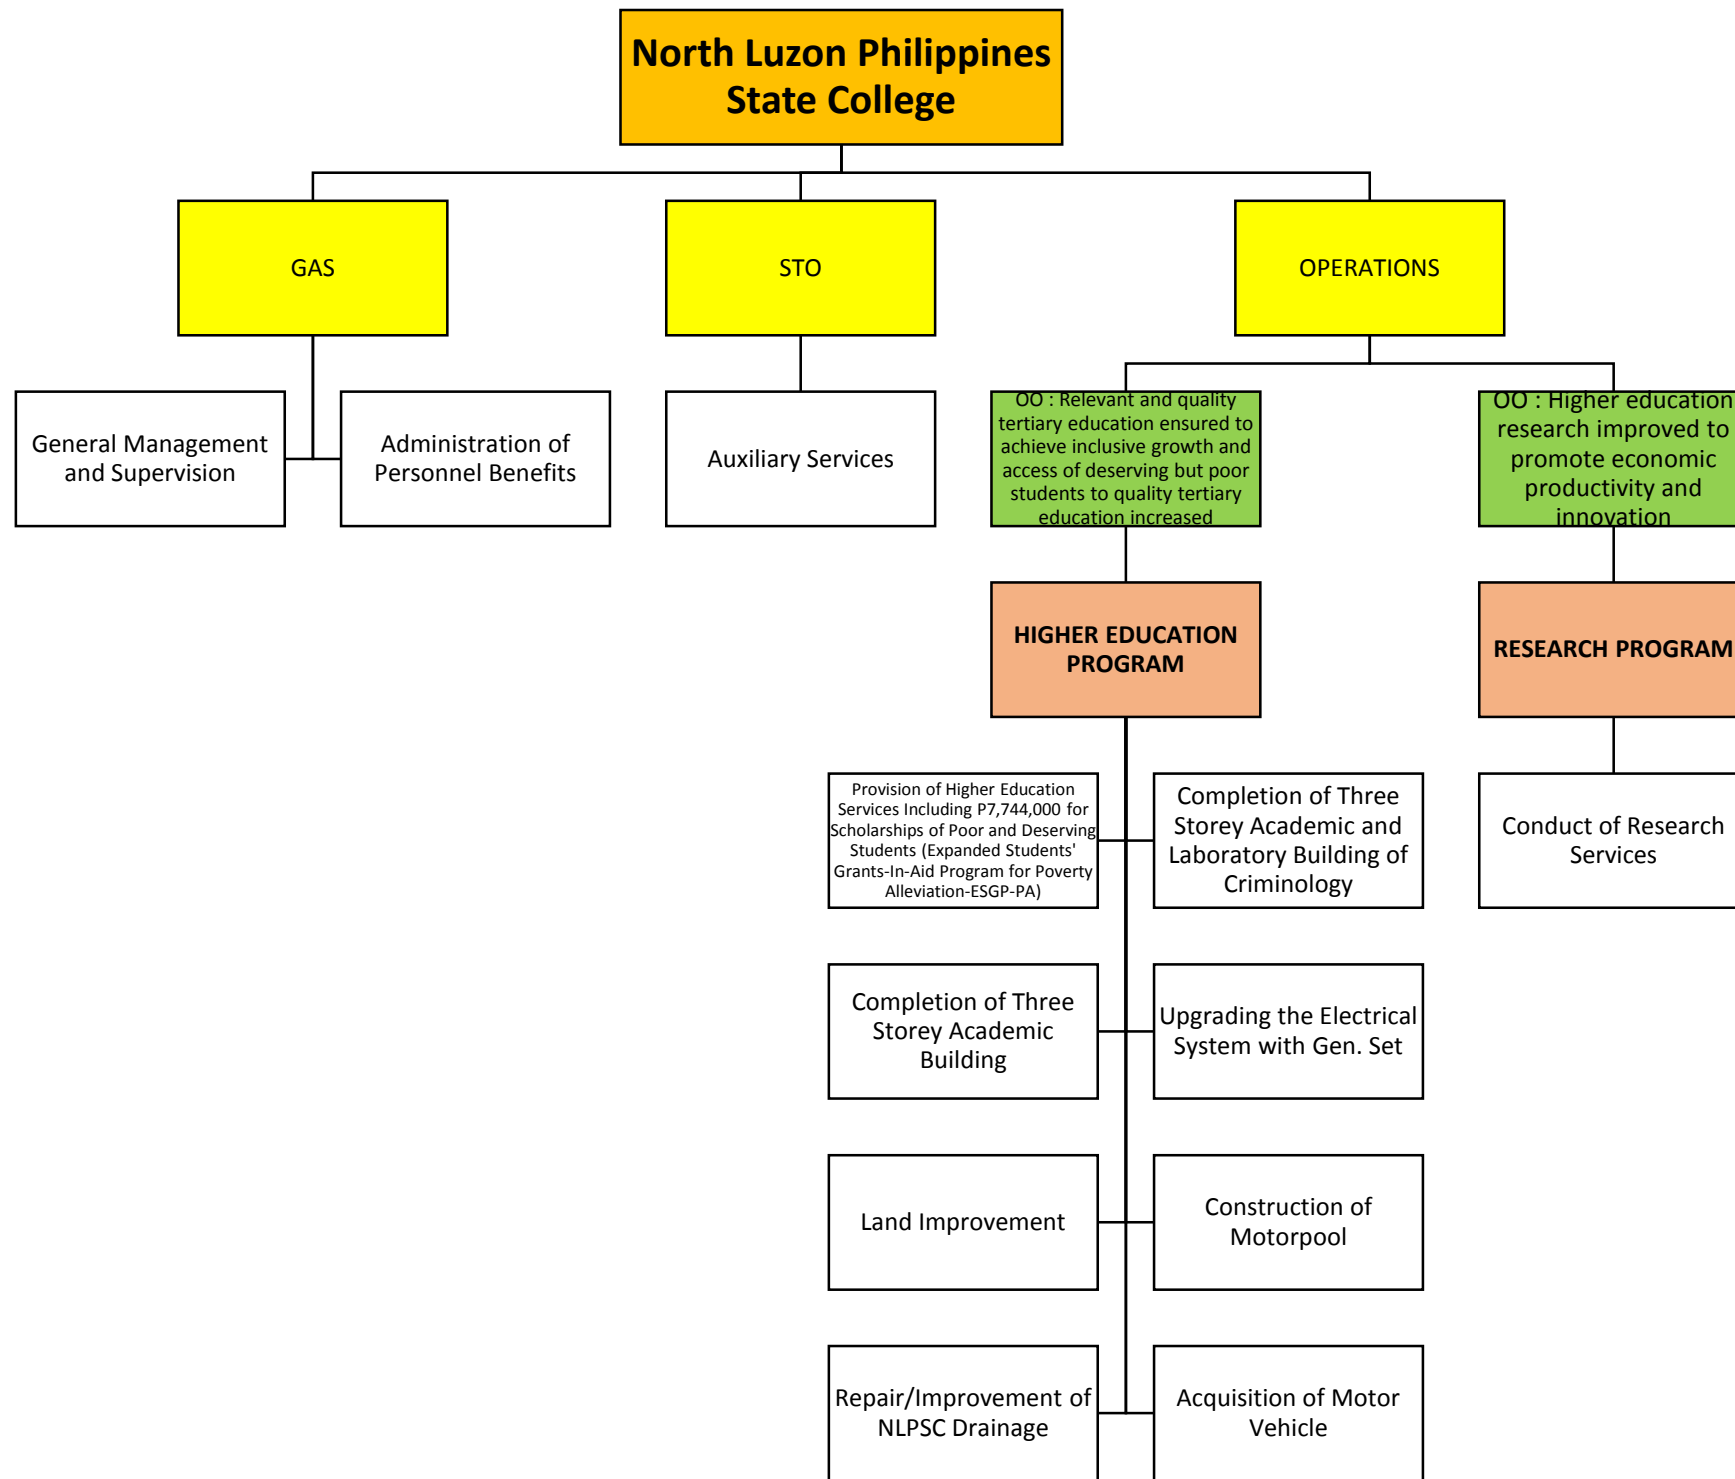 North Luzon Philippines
State College
GAS
STO
OPERATIONS
General Management
and Supervision
Administration of
Personnel Benefits
Auxiliary Services
OO : Relevant and quality
tertiary education ensured to
achieve inclusive growth and
access of deserving but poor
students to quality tertiary
education increased
OO : Higher education
research improved to
promote economic
productivity and
innovation
HIGHER EDUCATION
PROGRAM
RESEARCH PROGRAM
Provision of Higher Education
Services Including P7,744,000 for
Scholarships of Poor and Deserving
Students (Expanded Students'
Grants-In-Aid Program for Poverty
Alleviation-ESGP-PA)
Completion of Three
Storey Academic and
Laboratory Building of
Criminology
Conduct of Research
Services
Completion of Three
Storey Academic
Building
Upgrading the Electrical
System with Gen. Set
Land Improvement
Construction of
Motorpool
Repair/Improvement of
NLPSC Drainage
Acquisition of Motor
Vehicle